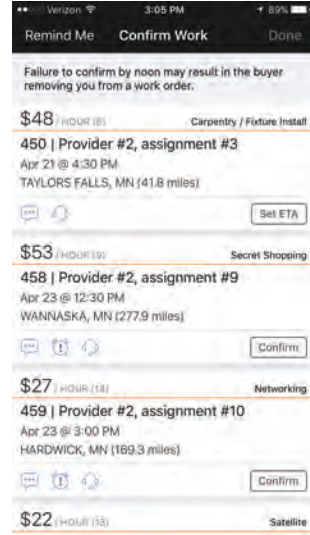 Verizon 3:05 PM 89%
Remind Me Confirm Work Done
Failure to confirm by noon may result in the buyer
removing you from a work order.
$48 / HOUR (8) Carpentry / Fixture Install
450 | Provider #2, assignment #3
Apr 21 @ 4:30 PM
TAYLORS FALLS, MN (41.8 miles)
Set ETA
$53 / HOUR (9) Secret Shopping
458 | Provider #2, assignment #9
Apr 23 @ 12:30 PM
WANNASKA, MN (277.9 miles)
Confirm
$27 / HOUR (14) Networking
459 | Provider #2, assignment #10
Apr 23 @ 3:00 PM
HARDWICK, MN (169.3 miles)
Confirm
$22 / HOUR Satellite